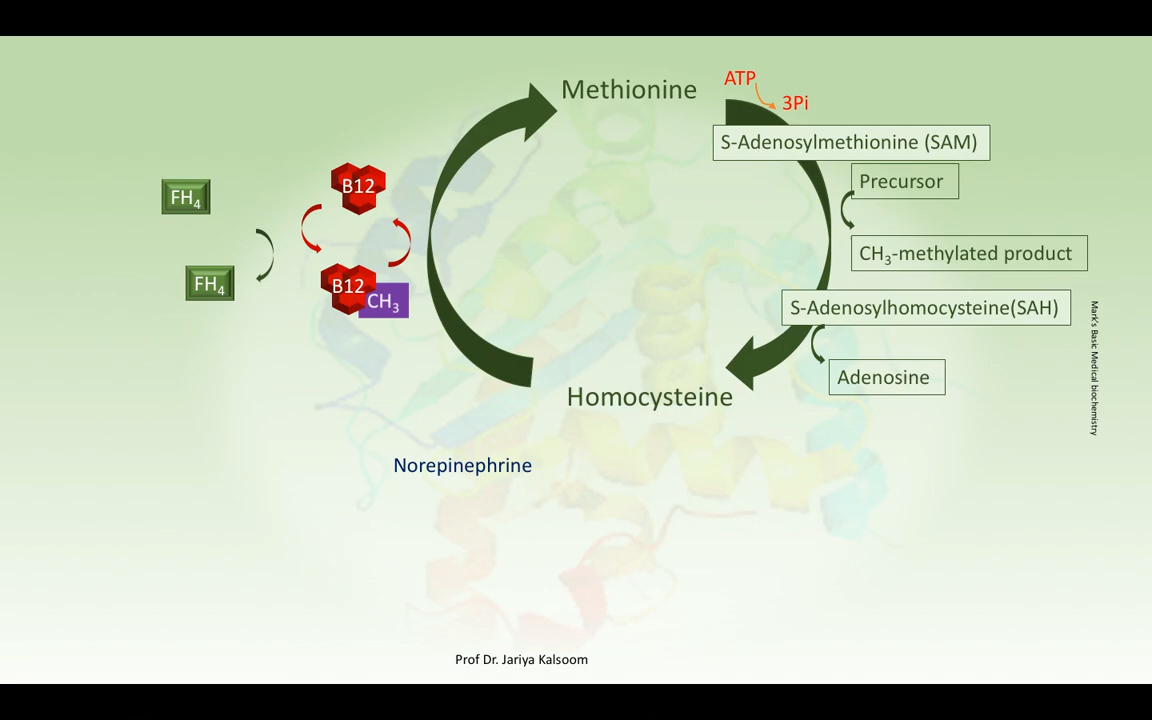 Methionine
ATP
3Pi
S-Adenosylmethionine (SAM)
Precursor
CH₃-methylated product
S-Adenosylhomocysteine(SAH)
Adenosine
Homocysteine
FH₄
FH₄
B12
B12
CH₃
Norepinephrine
Mark's Basic Medical biochemistry
Prof Dr. Jariya Kalsoom